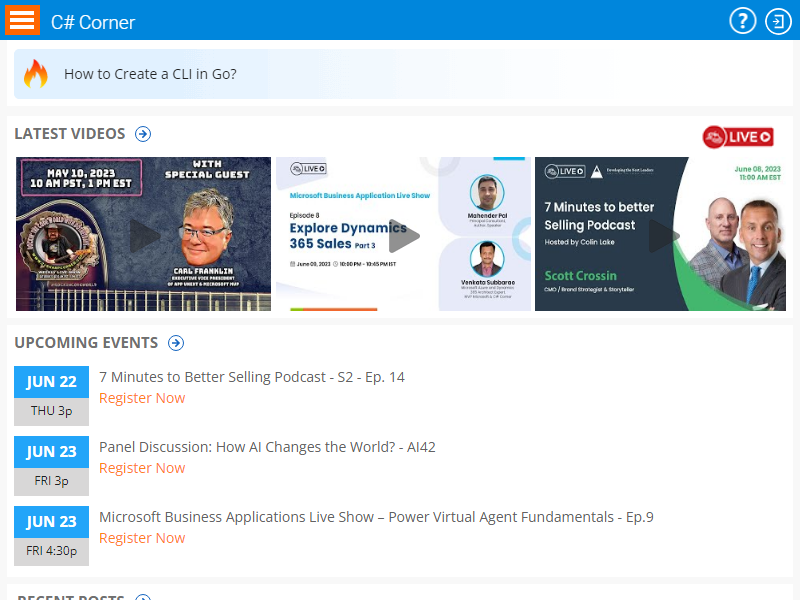 C# Corner
How to Create a CLI in Go?
LATEST VIDEOS
LIVE
MAY 10, 2023
10 AM PST, 1 PM EST
WITH
SPECIAL GUEST
CARL FRANKLIN
EXECUTIVE VICE PRESIDENT
OF APP VNEXT & MICROSOFT MVP
LIVE
Microsoft Business Application Live Show
Episode 8
Explore Dynamics
365 Sales Part 3
June 03, 2023 10:00 PM - 10:45 PM IST
Mahender Pal
Venkata Subbarao
LIVE
Developing the Next Leaders
June 08, 2023
11:00 AM EST
7 Minutes to better
Selling Podcast
Hosted by Colin Lake
Scott Crossin
CMO / Brand Strategist & Storyteller
UPCOMING EVENTS
JUN 22
THU 3p
7 Minutes to Better Selling Podcast - S2 - Ep. 14
Register Now
JUN 23
FRI 3p
Panel Discussion: How AI Changes the World? - AI42
Register Now
JUN 23
FRI 4:30p
Microsoft Business Applications Live Show – Power Virtual Agent Fundamentals - Ep.9
Register Now
RECENT POSTS